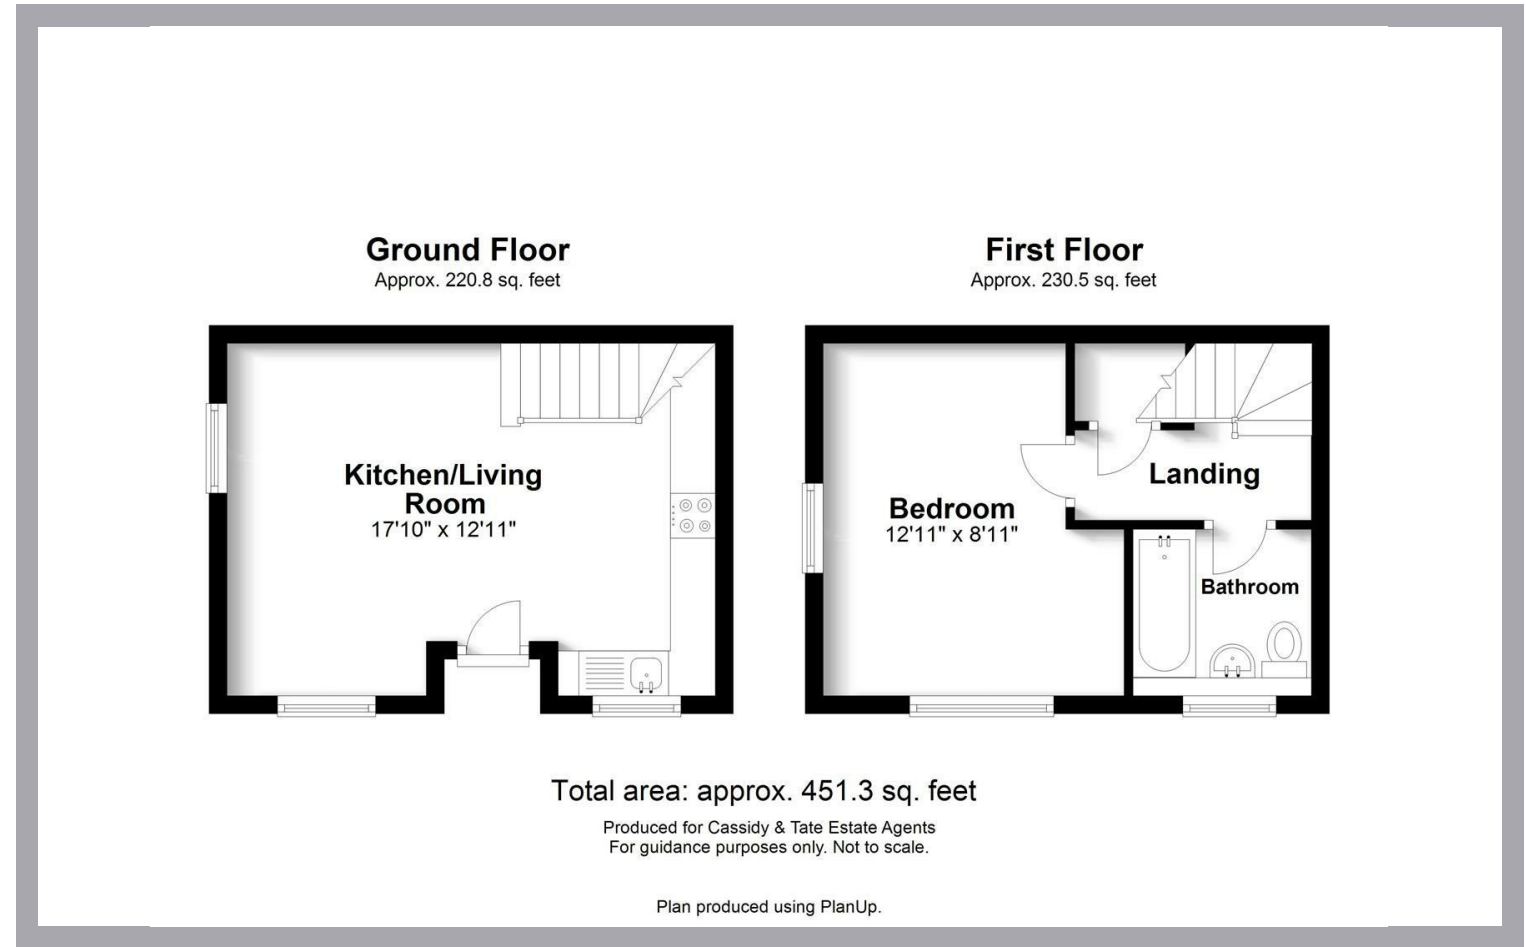 Ground Floor
Approx. 220.8 sq. feet
First Floor
Approx. 230.5 sq. feet
Kitchen/Living
Room
17'10" x 12'11"
Bedroom
12'11" x 8'11"
Landing
Bathroom
Total area: approx. 451.3 sq. feet
Produced for Cassidy & Tate Estate Agents
For guidance purposes only. Not to scale.
Plan produced using PlanUp.